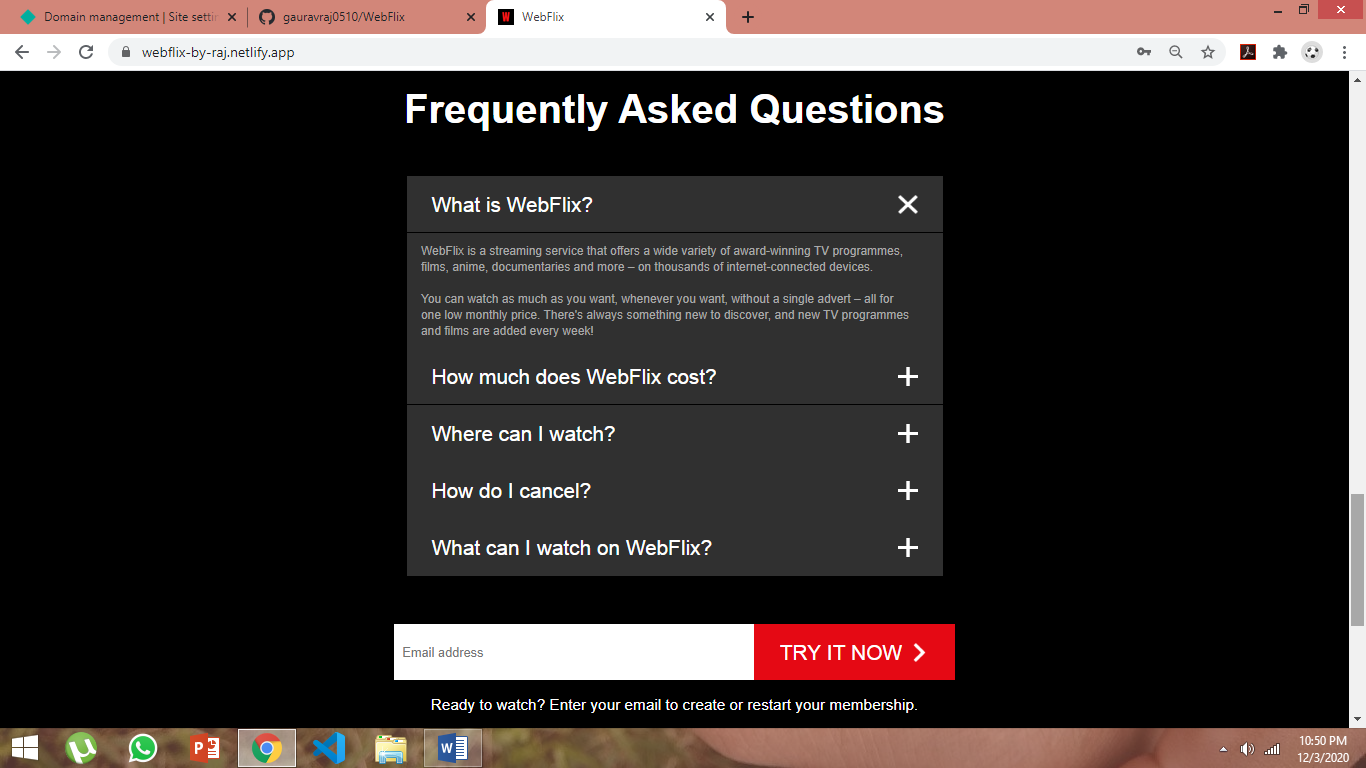 Domain management | Site settin
gauravraj0510/WebFlix
WebFlix
webflix-by-raj.netlify.app
Frequently Asked Questions
What is WebFlix?
WebFlix is a streaming service that offers a wide variety of award-winning TV programmes,
films, anime, documentaries and more – on thousands of internet-connected devices.
You can watch as much as you want, whenever you want, without a single advert – all for
one low monthly price. There's always something new to discover, and new TV programmes
and films are added every week!
How much does WebFlix cost?
Where can I watch?
How do I cancel?
What can I watch on WebFlix?
Email address
TRY IT NOW
Ready to watch? Enter your email to create or restart your membership.
10:50 PM
12/3/2020